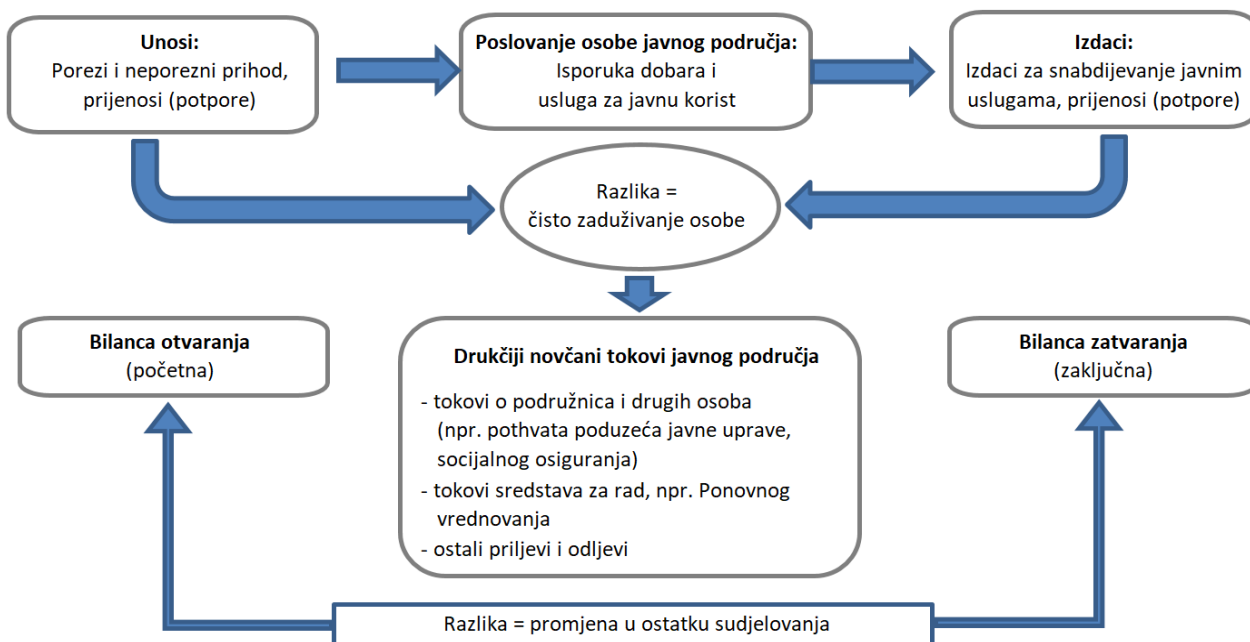 Unosi:
Porezi i neporezni prihod,
prijenosi (potpore)
Poslovanje osobe javnog područja:
Isporuka dobara i
usluga za javnu korist
Izdaci:
Izdaci za snabdijevanje javnim
uslugama, prijenosi (potpore)
Razlika =
čisto zaduživanje osobe
Bilanca otvaranja
(početna)
Drukčiji novčani tokovi javnog područja
- tokovi o podružnica i drugih osoba
(npr. pothvata poduzeća javne uprave,
socijalnog osiguranja)
- tokovi sredstava za rad, npr. Ponovnog
vrednovanja
- ostali priljevi i odljevi
Bilanca zatvaranja
(zaključna)
Razlika = promjena u ostatku sudjelovanja